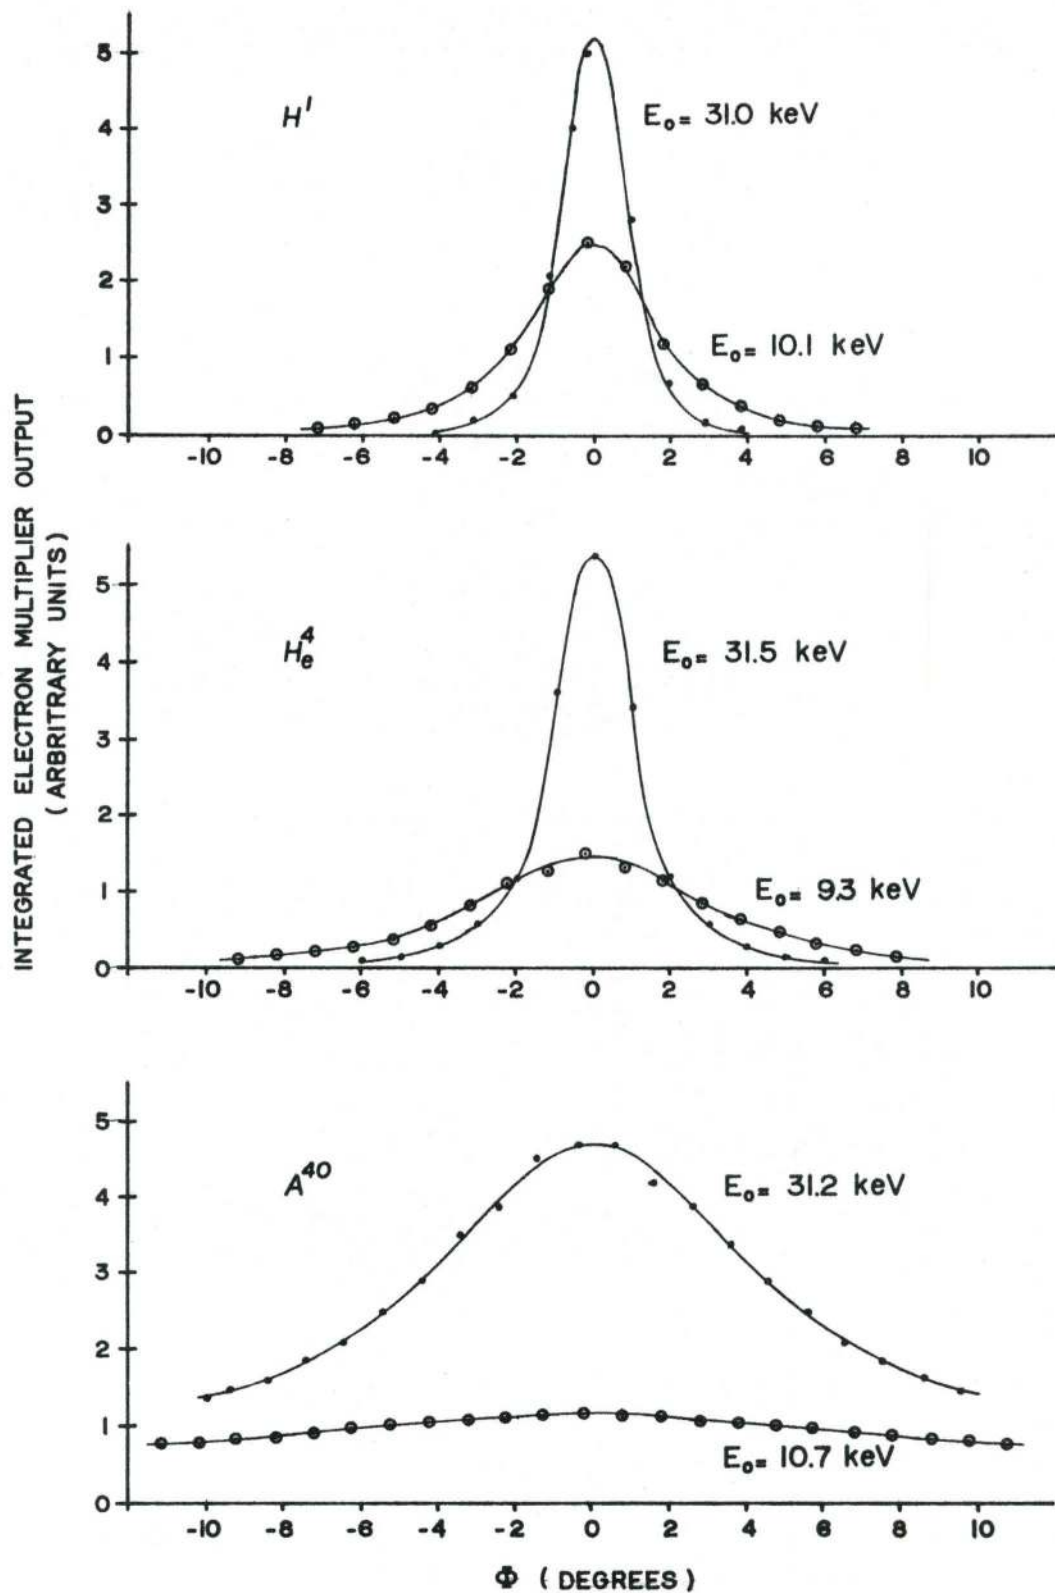 INTEGRATED ELECTRON MULTIPLIER OUTPUT
(ARBRITRARY UNITS)
5
4
3
2
1
0
H¹
E₀= 31.0 keV
E₀= 10.1 keV
-10 -8 -6 -4 -2 0 2 4 6 8 10
5
4
3
2
1
0
H⁴ₑ
E₀= 31.5 keV
E₀= 9.3 keV
-10 -8 -6 -4 -2 0 2 4 6 8 10
5
4
3
2
1
0
A⁴⁰
E₀= 31.2 keV
E₀= 10.7 keV
-10 -8 -6 -4 -2 0 2 4 6 8 10
Φ (DEGREES)